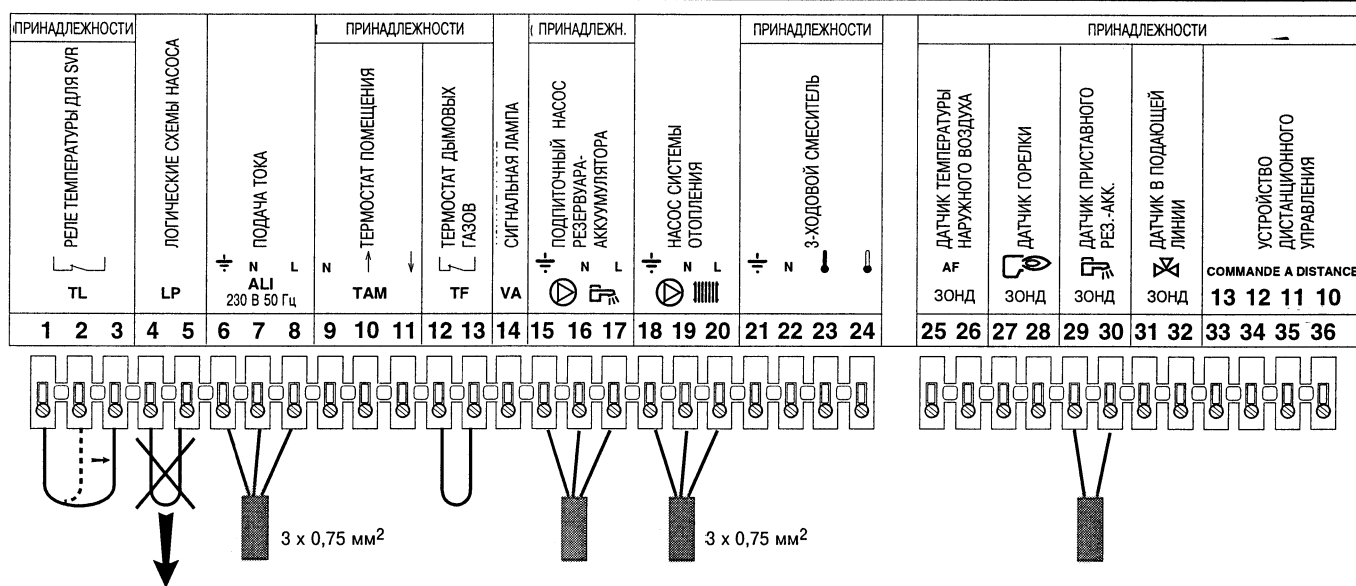 ПРИНАДЛЕЖНОСТИ
ПРИНАДЛЕЖНОСТИ
( ПРИНАДЛЕЖН.
ПРИНАДЛЕЖНОСТИ
ПРИНАДЛЕЖНОСТИ
РЕЛЕ ТЕМПЕРАТУРЫ ДЛЯ SVR
TL
ЛОГИЧЕСКИЕ СХЕМЫ НАСОСА
LP
ПОДАЧА ТОКА
N L
ALI
230 В 50 Гц
ТЕРМОСТАТ ПОМЕЩЕНИЯ
N
TAM
ТЕРМОСТАТ ДЫМОВЫХ
ГАЗОВ
TF
СИГНАЛЬНАЯ ЛАМПА
VA
ПОДПИТОЧНЫЙ НАСОС
РЕЗЕРВУАРА-
АККУМУЛЯТОРА
N L
НАСОС СИСТЕМЫ
ОТОПЛЕНИЯ
N L
3-ХОДОВОЙ СМЕСИТЕЛЬ
N
ДАТЧИК ТЕМПЕРАТУРЫ
НАРУЖНОГО ВОЗДУХА
AF
ЗОНД
ДАТЧИК ГОРЕЛКИ
ЗОНД
ДАТЧИК ПРИСТАВНОГО
РЕЗ.-АКК.
ЗОНД
ДАТЧИК В ПОДАЮЩЕЙ
ЛИНИИ
ЗОНД
УСТРОЙСТВО
ДИСТАНЦИОННОГО
УПРАВЛЕНИЯ
COMMANDE A DISTANCE
13 12 11 10
1 2 3 4 5 6 7 8 9 10 11 12 13 14 15 16 17 18 19 20 21 22 23 24 25 26 27 28 29 30 31 32 33 34 35 36
3 x 0,75 мм²
3 x 0,75 мм²